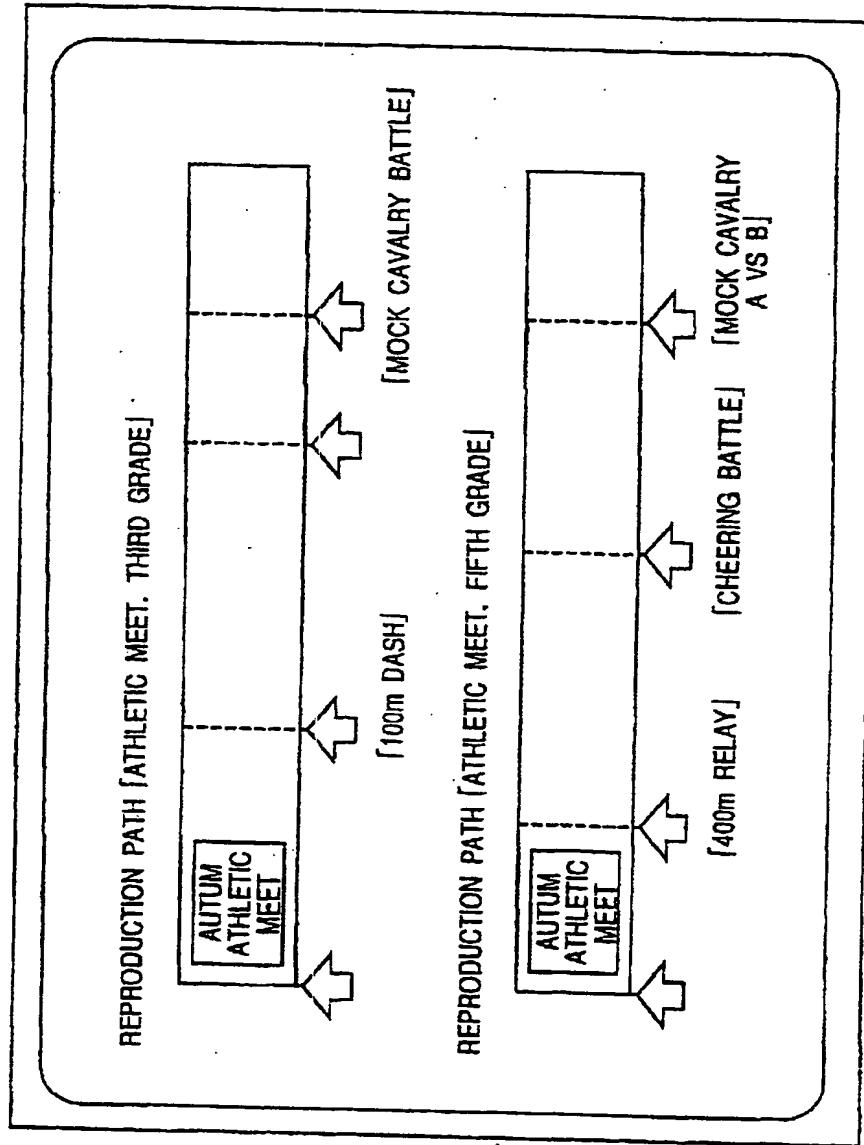 REPRODUCTION PATH ⌈ATHLETIC MEET. THIRD GRADE⌋
AUTUM
ATHLETIC
MEET
⌈100m DASH⌋
⌈MOCK CAVALRY BATTLE⌋
REPRODUCTION PATH ⌈ATHLETIC MEET. FIFTH GRADE⌋
AUTUM
ATHLETIC
MEET
⌈400m RELAY⌋
⌈CHEERING BATTLE⌋
⌈MOCK CAVALRY
A VS B⌋